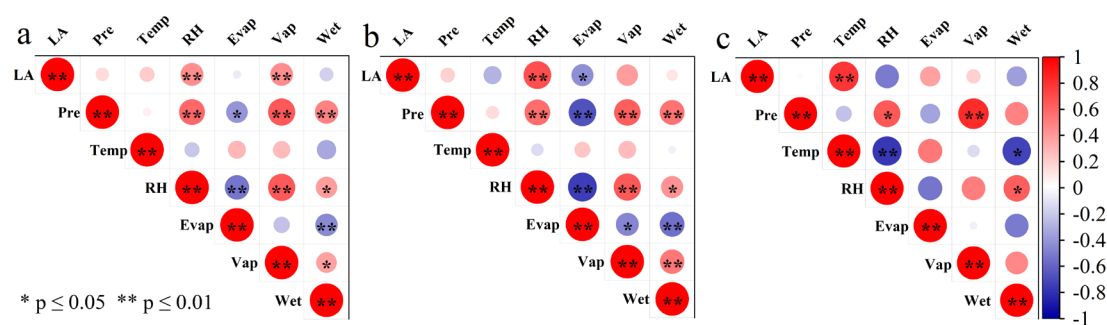 a LA Pre Temp RH Evap Vap Wet
LA ** ** **
Pre ** ** * ** **
Temp **
RH ** ** ** *
Evap ** **
Vap ** *
Wet **
* p ≤ 0.05 ** p ≤ 0.01
b LA Pre Temp RH Evap Vap Wet
LA ** ** *
Pre ** ** ** ** **
Temp **
RH ** ** ** *
Evap ** * **
Vap ** **
Wet **
c LA Pre Temp RH Evap Vap Wet
LA ** **
Pre ** * **
Temp ** ** *
RH ** *
Evap **
Vap **
Wet **
1
0.8
0.6
0.4
0.2
0
-0.2
-0.4
-0.6
-0.8
-1